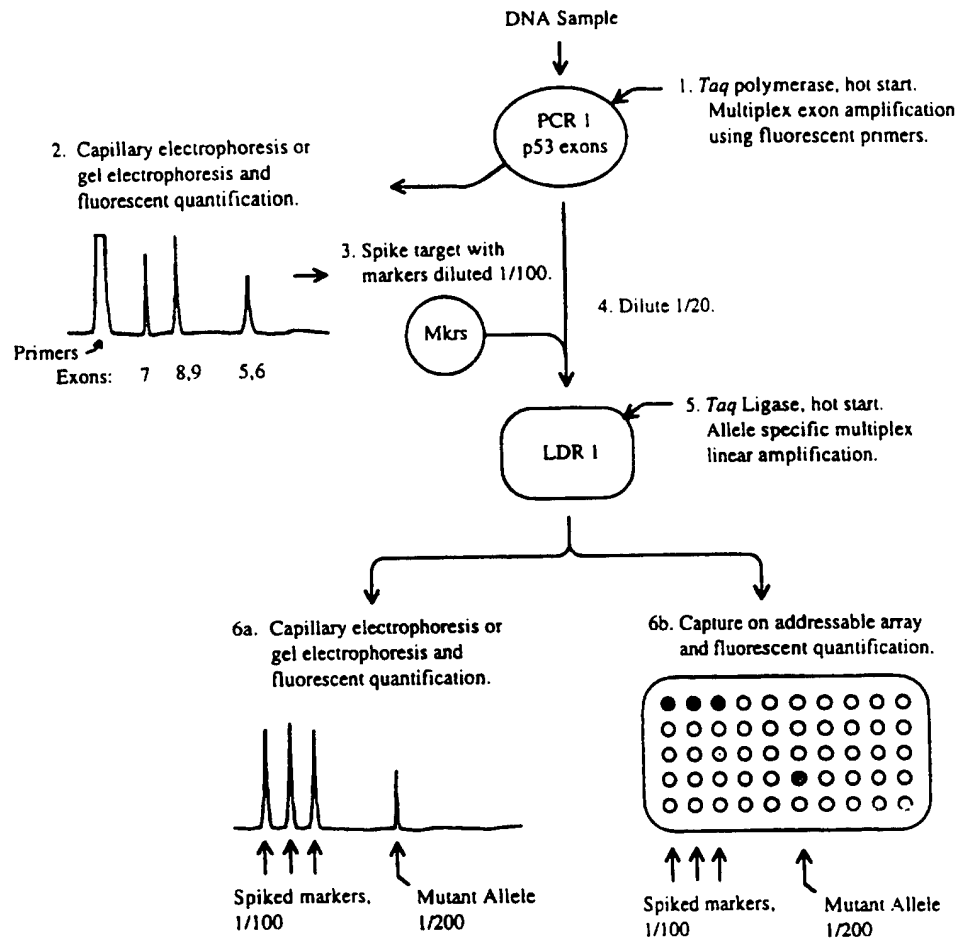 DNA Sample
1. Taq polymerase, hot start.
Multiplex exon amplification
using fluorescent primers.
PCR 1
p53 exons
2. Capillary electrophoresis or
gel electrophoresis and
fluorescent quantification.
3. Spike target with
markers diluted 1/100.
4. Dilute 1/20.
Mkrs
Primers
Exons: 7 8,9 5,6
5. Taq Ligase, hot start.
Allele specific multiplex
linear amplification.
LDR 1
6a. Capillary electrophoresis or
gel electrophoresis and
fluorescent quantification.
6b. Capture on addressable array
and fluorescent quantification.
Spiked markers,
1/100
Mutant Allele
1/200
Spiked markers,
1/100
Mutant Allele
1/200